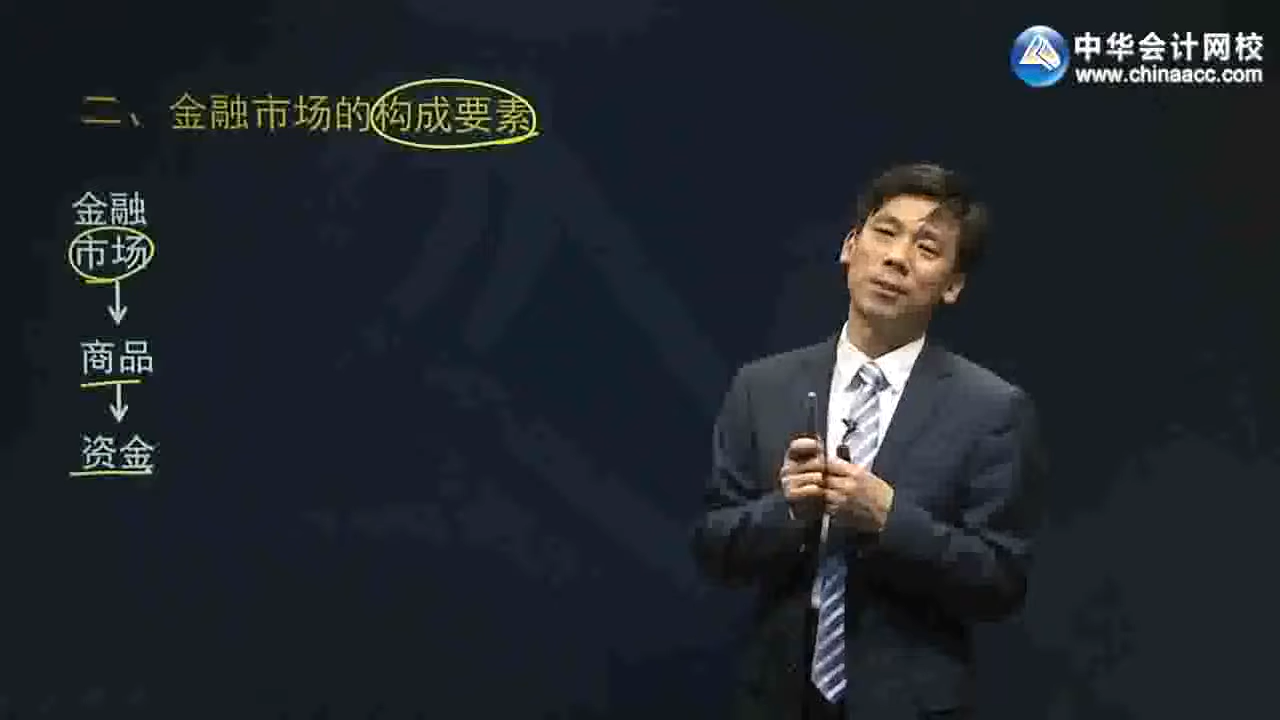 中华会计网校
www.chinaacc.com
二、金融市场的构成要素
金融
市场
商品
资金